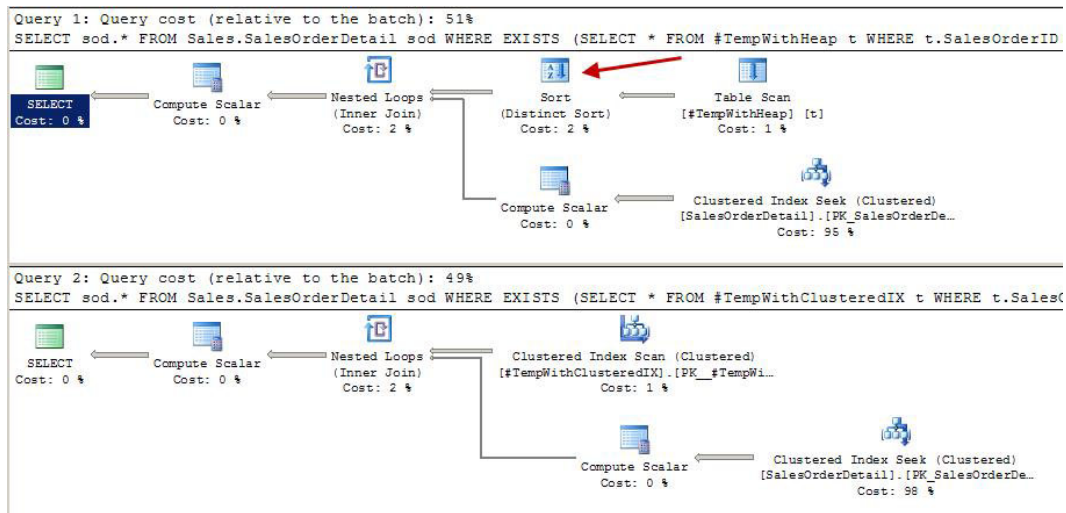 Query 1: Query cost (relative to the batch): 51%
SELECT sod.* FROM Sales.SalesOrderDetail sod WHERE EXISTS (SELECT * FROM #TempWithHeap t WHERE t.SalesOrderID
SELECT
Cost: 0 %
Compute Scalar
Cost: 0 %
Nested Loops
(Inner Join)
Cost: 2 %
Sort
(Distinct Sort)
Cost: 2 %
Table Scan
[#TempWithHeap] [t]
Cost: 1 %
Compute Scalar
Cost: 0 %
Clustered Index Seek (Clustered)
[SalesOrderDetail].[PK_SalesOrderDe…
Cost: 95 %
Query 2: Query cost (relative to the batch): 49%
SELECT sod.* FROM Sales.SalesOrderDetail sod WHERE EXISTS (SELECT * FROM #TempWithClusteredIX t WHERE t.Sales
SELECT
Cost: 0 %
Compute Scalar
Cost: 0 %
Nested Loops
(Inner Join)
Cost: 2 %
Clustered Index Scan (Clustered)
[#TempWithClusteredIX].[PK__#TempWi…
Cost: 1 %
Compute Scalar
Cost: 0 %
Clustered Index Seek (Clustered)
[SalesOrderDetail].[PK_SalesOrderDe…
Cost: 98 %